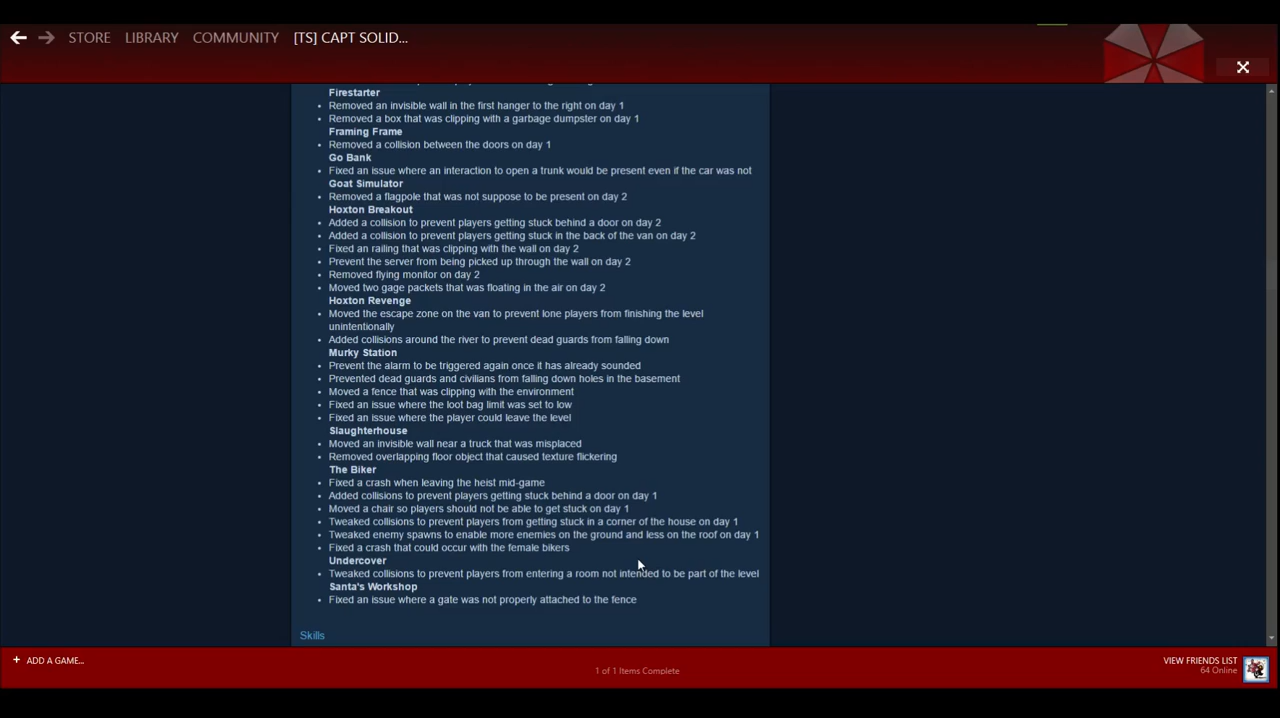 STORE LIBRARY COMMUNITY [TS] CAPT SOLID...
Firestarter
• Removed an invisible wall in the first hanger to the right on day 1
• Removed a box that was clipping with a garbage dumpster on day 1
Framing Frame
• Removed a collision between the doors on day 1
Go Bank
• Fixed an issue where an interaction to open a trunk would be present even if the car was not
Goat Simulator
• Removed a flagpole that was not suppose to be present on day 2
Hoxton Breakout
• Added a collision to prevent players getting stuck behind a door on day 2
• Added a collision to prevent players getting stuck in the back of the van on day 2
• Fixed an railing that was clipping with the wall on day 2
• Prevent the server from being picked up through the wall on day 2
• Removed flying monitor on day 2
• Moved two gage packets that was floating in the air on day 2
Hoxton Revenge
• Moved the escape zone on the van to prevent lone players from finishing the level
unintentionally
• Added collisions around the river to prevent dead guards from falling down
Murky Station
• Prevent the alarm to be triggered again once it has already sounded
• Prevented dead guards and civilians from falling down holes in the basement
• Moved a fence that was clipping with the environment
• Fixed an issue where the loot bag limit was set to low
• Fixed an issue where the player could leave the level
Slaughterhouse
• Moved an invisible wall near a truck that was misplaced
• Removed overlapping floor object that caused texture flickering
The Biker
• Fixed a crash when leaving the heist mid-game
• Added collisions to prevent players getting stuck behind a door on day 1
• Moved a chair so players should not be able to get stuck on day 1
• Tweaked collisions to prevent players from getting stuck in a corner of the house on day 1
• Tweaked enemy spawns to enable more enemies on the ground and less on the roof on day 1
• Fixed a crash that could occur with the female bikers
Undercover
• Tweaked collisions to prevent players from entering a room not intended to be part of the level
Santa's Workshop
• Fixed an issue where a gate was not properly attached to the fence
Skills
+ ADD A GAME...
1 of 1 Items Complete
VIEW FRIENDS LIST
64 Online